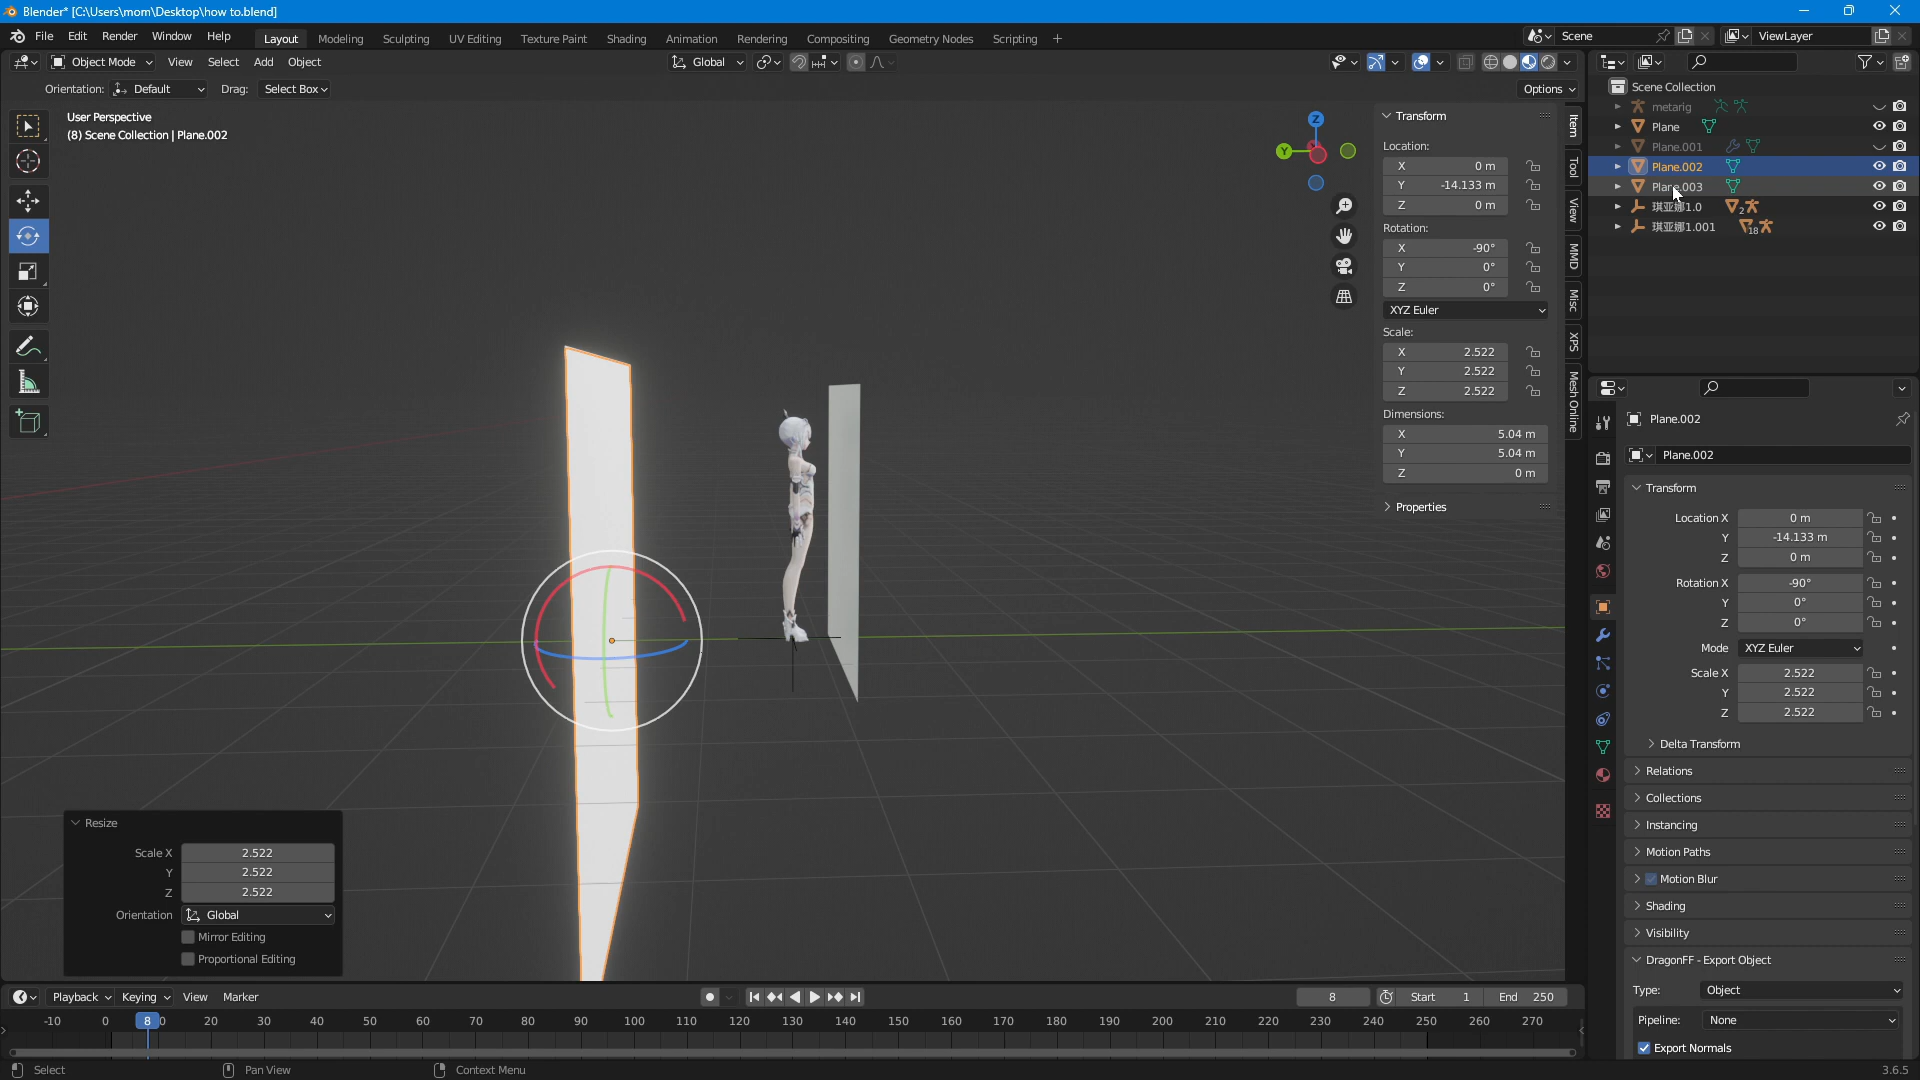 Blender* [C:\Users\mom\Desktop\how to.blend]
File Edit Render Window Help
Layout Modeling Sculpting UV Editing Texture Paint Shading Animation Rendering Compositing Geometry Nodes Scripting +
Scene ViewLayer
Object Mode View Select Add Object Global
Orientation: Default Drag: Select Box Options
User Perspective
(8) Scene Collection | Plane.002
Z
Y
Transform
Location:
X 0 m
Y -14.133 m
Z 0 m
Rotation:
X -90°
Y 0°
Z 0°
XYZ Euler
Scale:
X 2.522
Y 2.522
Z 2.522
Dimensions:
X 5.04 m
Y 5.04 m
Z 0 m
Properties
Item
Tool
View
MMD
Misc
XPS
Mesh Online
Scene Collection
metarig
Plane
Plane.001
Plane.002
Plane.003
琪亚娜1.0 2
琪亚娜1.001 18
Plane.002
Plane.002
Transform
Location X 0 m
Y -14.133 m
Z 0 m
Rotation X -90°
Y 0°
Z 0°
Mode XYZ Euler
Scale X 2.522
Y 2.522
Z 2.522
Delta Transform
Relations
Collections
Instancing
Motion Paths
Motion Blur
Shading
Visibility
DragonFF - Export Object
Type: Object
Pipeline: None
Export Normals
Resize
Scale X 2.522
Y 2.522
Z 2.522
Orientation Global
Mirror Editing
Proportional Editing
Playback Keying View Marker 8 Start 1 End 250
-10 0 8 0 20 30 40 50 60 70 80 90 100 110 120 130 140 150 160 170 180 190 200 210 220 230 240 250 260 270
Select Pan View Context Menu 3.6.5